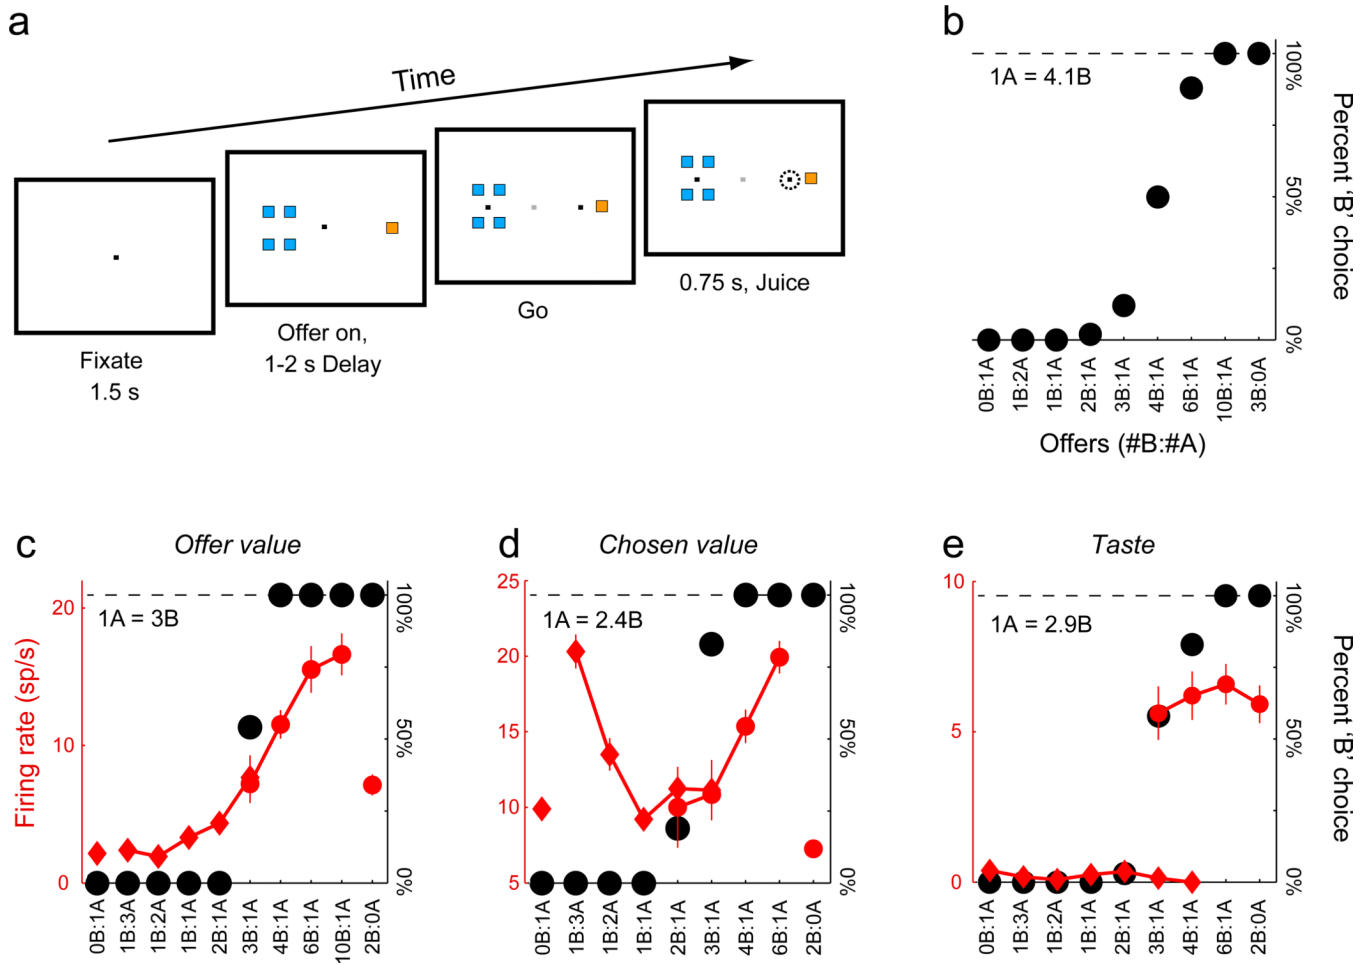 a
Time
Fixate
1.5 s
Offer on,
1-2 s Delay
Go
0.75 s, Juice
b
1A = 4.1B
100%
50%
0%
Percent ‘B’ choice
0B:1A
1B:2A
1B:1A
2B:1A
3B:1A
4B:1A
6B:1A
10B:1A
3B:0A
Offers (#B:#A)
c
Offer value
1A = 3B
Firing rate (sp/s)
20
10
0
100%
50%
0%
0B:1A
1B:3A
1B:2A
1B:1A
2B:1A
3B:1A
4B:1A
6B:1A
10B:1A
2B:0A
d
Chosen value
1A = 2.4B
25
20
15
10
5
100%
50%
0%
0B:1A
1B:3A
1B:2A
1B:1A
2B:1A
3B:1A
4B:1A
6B:1A
2B:0A
e
Taste
1A = 2.9B
10
5
0
100%
50%
0%
Percent ‘B’ choice
0B:1A
1B:3A
1B:2A
1B:1A
2B:1A
3B:1A
4B:1A
6B:1A
2B:0A